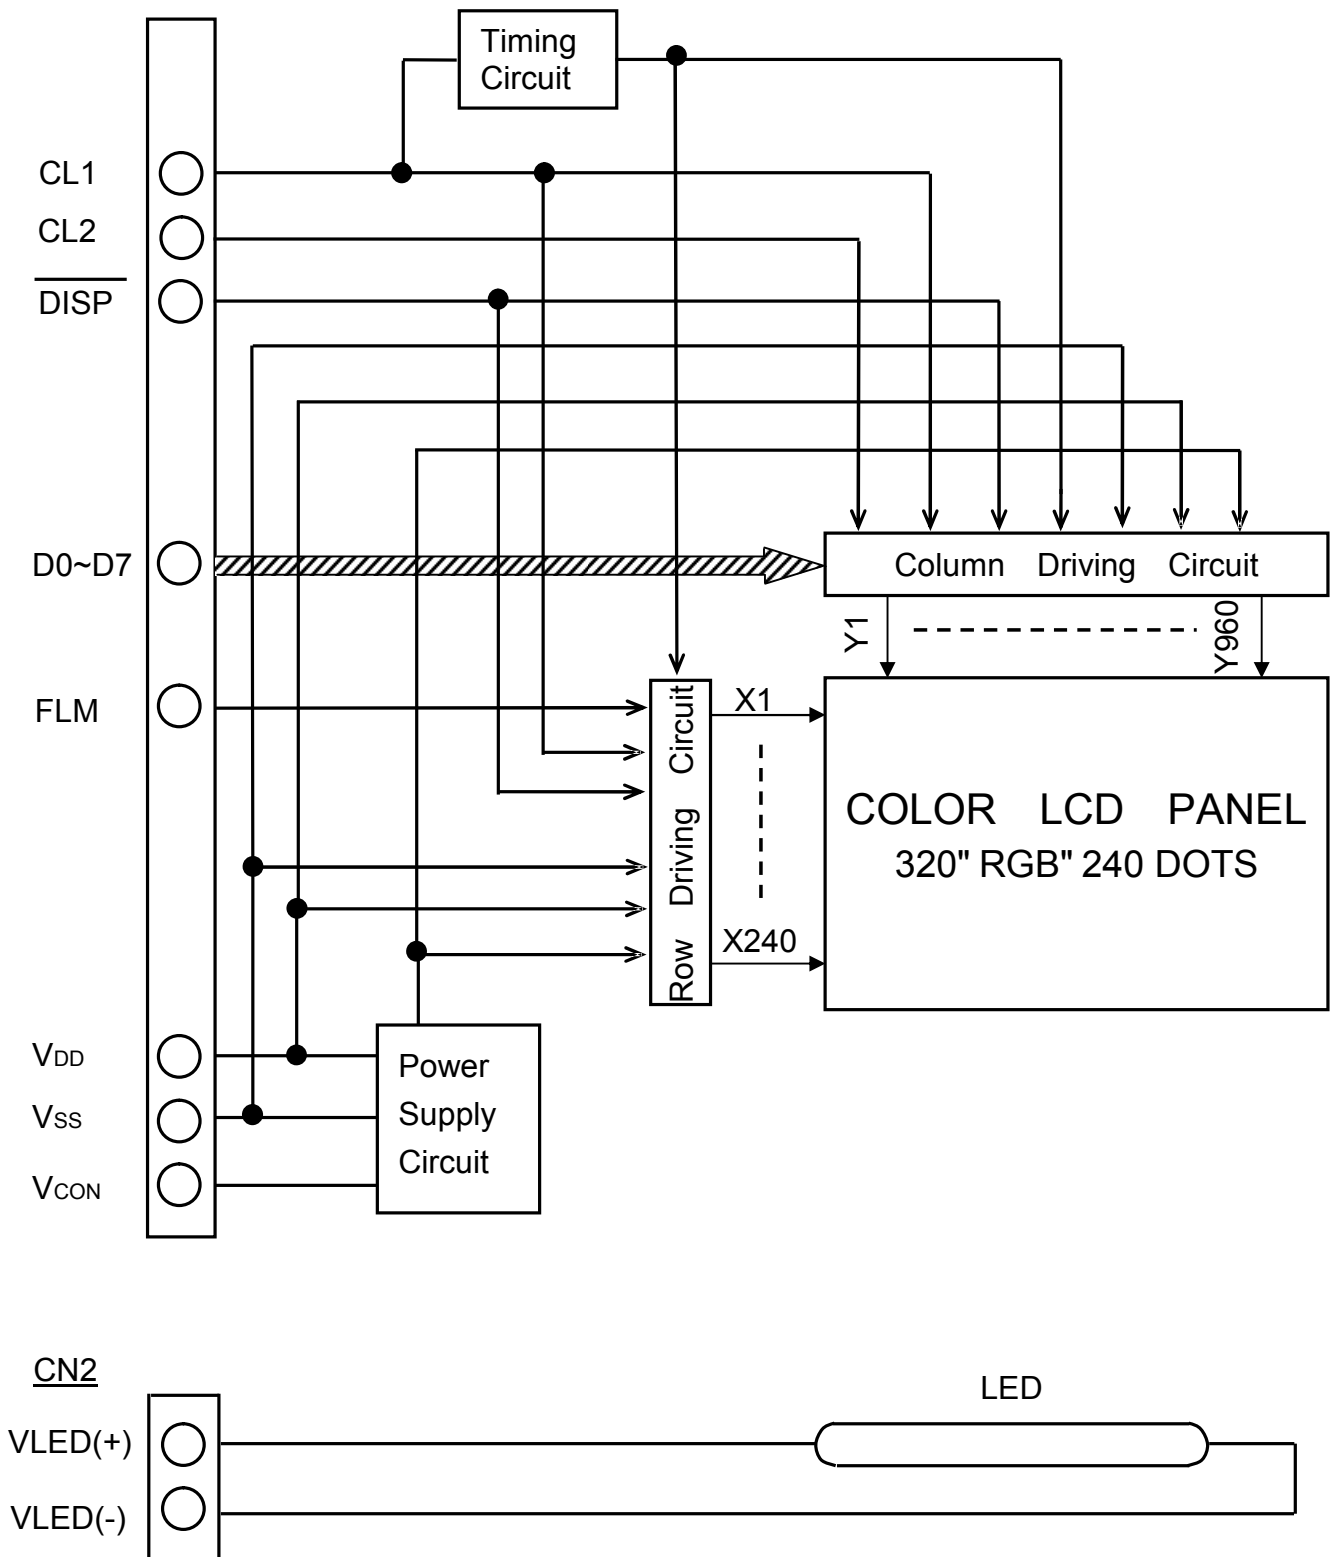 Timing
Circuit
CL1
CL2
DISP
D0~D7
Column Driving Circuit
Y1
Y960
FLM
Row Driving Circuit
X1
X240
COLOR LCD PANEL
320" RGB" 240 DOTS
VDD
VSS
VCON
Power
Supply
Circuit
CN2
LED
VLED(+)
VLED(-)